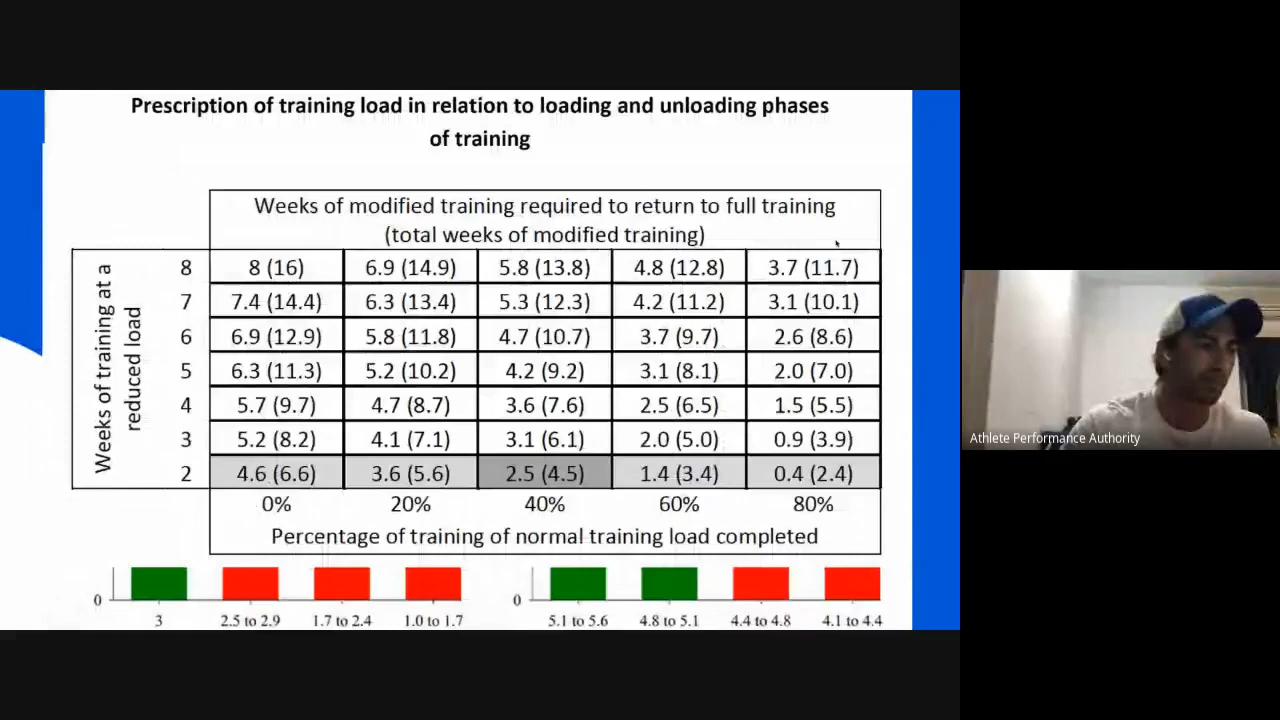 Prescription of training load in relation to loading and unloading phases
of training
Weeks of modified training required to return to full training
(total weeks of modified training)
Weeks of training at a
reduced load
8 8 (16) 6.9 (14.9) 5.8 (13.8) 4.8 (12.8) 3.7 (11.7)
7 7.4 (14.4) 6.3 (13.4) 5.3 (12.3) 4.2 (11.2) 3.1 (10.1)
6 6.9 (12.9) 5.8 (11.8) 4.7 (10.7) 3.7 (9.7) 2.6 (8.6)
5 6.3 (11.3) 5.2 (10.2) 4.2 (9.2) 3.1 (8.1) 2.0 (7.0)
4 5.7 (9.7) 4.7 (8.7) 3.6 (7.6) 2.5 (6.5) 1.5 (5.5)
3 5.2 (8.2) 4.1 (7.1) 3.1 (6.1) 2.0 (5.0) 0.9 (3.9)
2 4.6 (6.6) 3.6 (5.6) 2.5 (4.5) 1.4 (3.4) 0.4 (2.4)
0% 20% 40% 60% 80%
Percentage of training of normal training load completed
0 0
3 2.5 to 2.9 1.7 to 2.4 1.0 to 1.7 5.1 to 5.6 4.8 to 5.1 4.4 to 4.8 4.1 to 4.4
Athlete Performance Authority